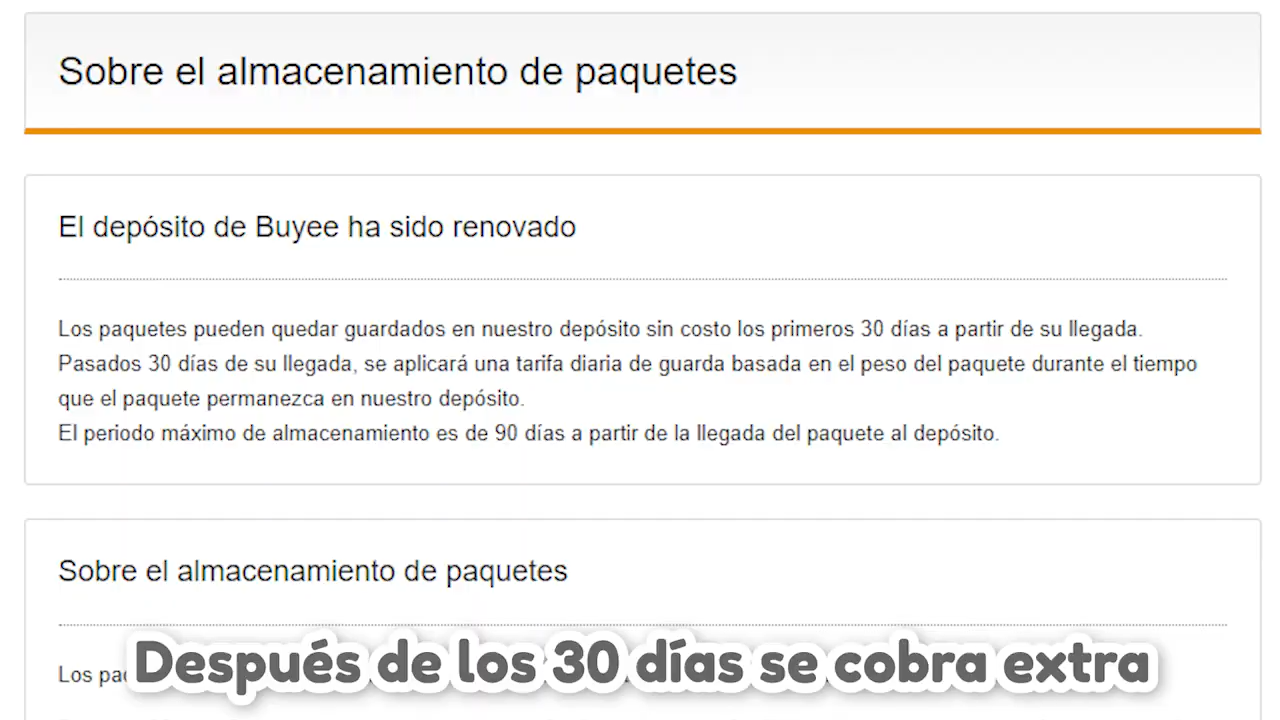 Sobre el almacenamiento de paquetes
El depósito de Buyee ha sido renovado
Los paquetes pueden quedar guardados en nuestro depósito sin costo los primeros 30 días a partir de su llegada.
Pasados 30 días de su llegada, se aplicará una tarifa diaria de guarda basada en el peso del paquete durante el tiempo
que el paquete permanezca en nuestro depósito.
El periodo máximo de almacenamiento es de 90 días a partir de la llegada del paquete al depósito.
Sobre el almacenamiento de paquetes
Los
Después de los 30 días se cobra extra